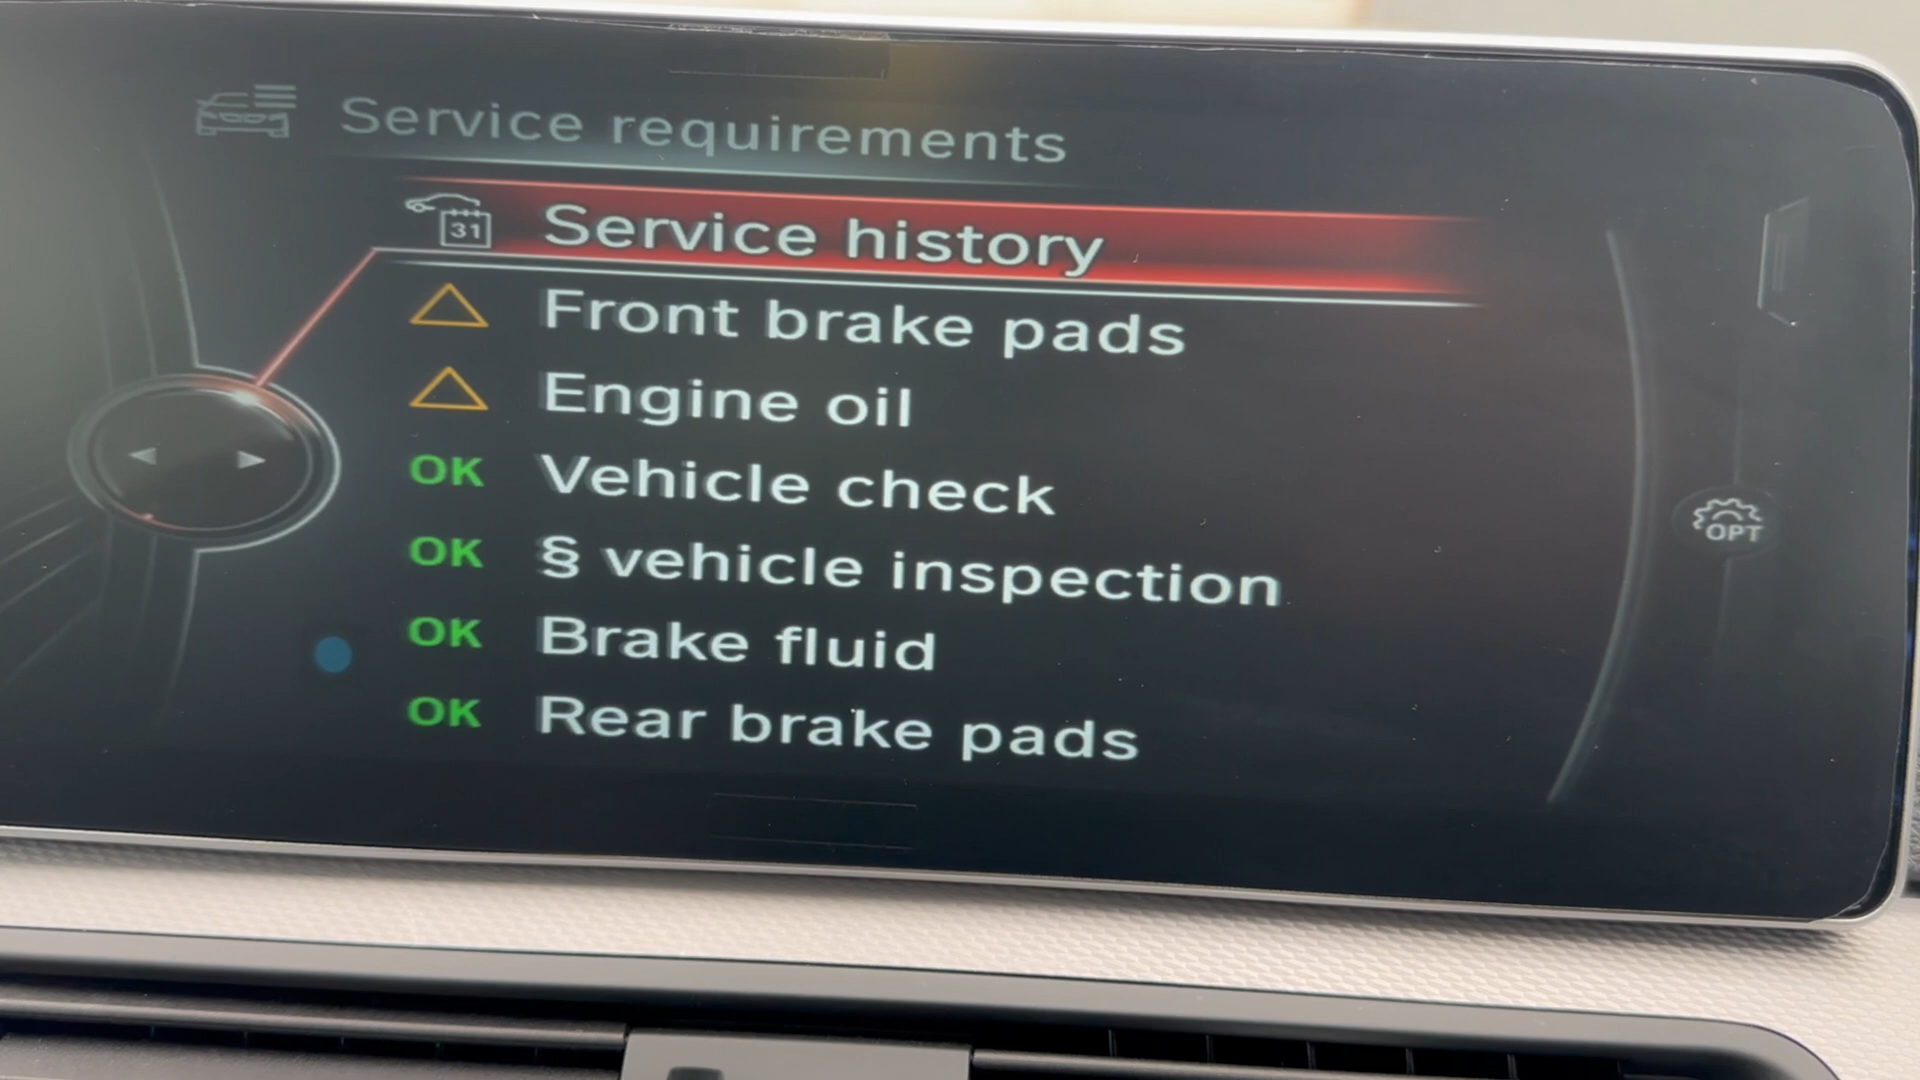 Service requirements
31 Service history
Front brake pads
Engine oil
OK Vehicle check
OK § vehicle inspection
OK Brake fluid
OK Rear brake pads
OPT